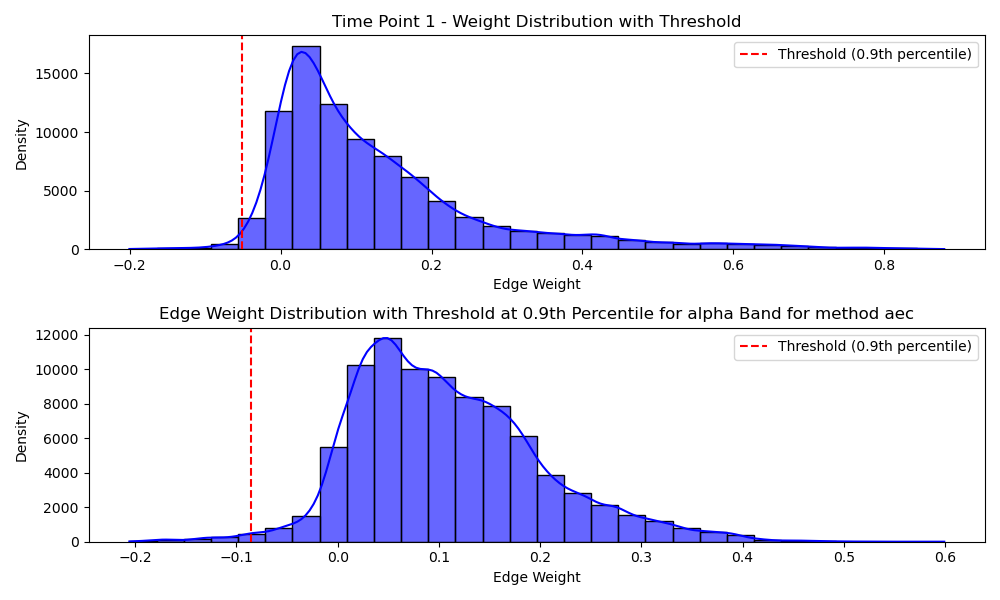 Time Point 1 - Weight Distribution with Threshold
Threshold (0.9th percentile)
15000
10000
5000
0
Density
−0.2 0.0 0.2 0.4 0.6 0.8
Edge Weight
Edge Weight Distribution with Threshold at 0.9th Percentile for alpha Band for method aec
Threshold (0.9th percentile)
12000
10000
8000
6000
4000
2000
0
Density
−0.2 −0.1 0.0 0.1 0.2 0.3 0.4 0.5 0.6
Edge Weight